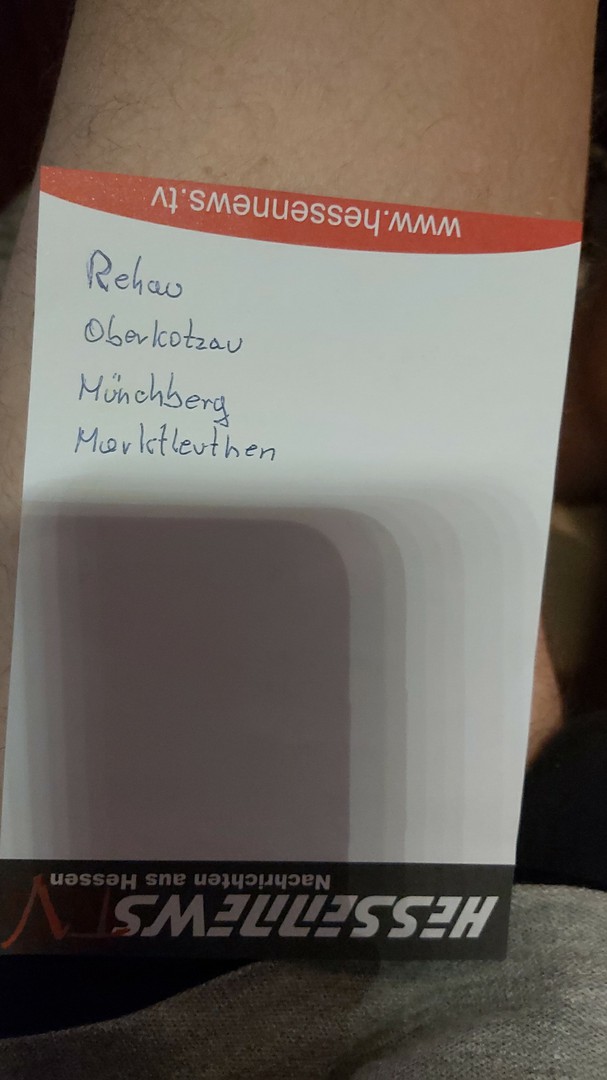 www.hessennews.tv
Rehau
Oberkotzau
Münchberg
Marktleuthen
Nachrichten aus Hessen
HESSENNEWS TV